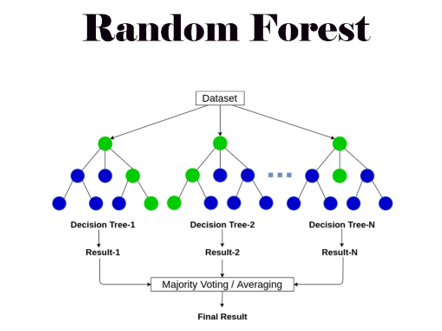 Random Forest
Dataset
Decision Tree-1 Decision Tree-2 Decision Tree-N
Result-1 Result-2 Result-N
Majority Voting / Averaging
Final Result